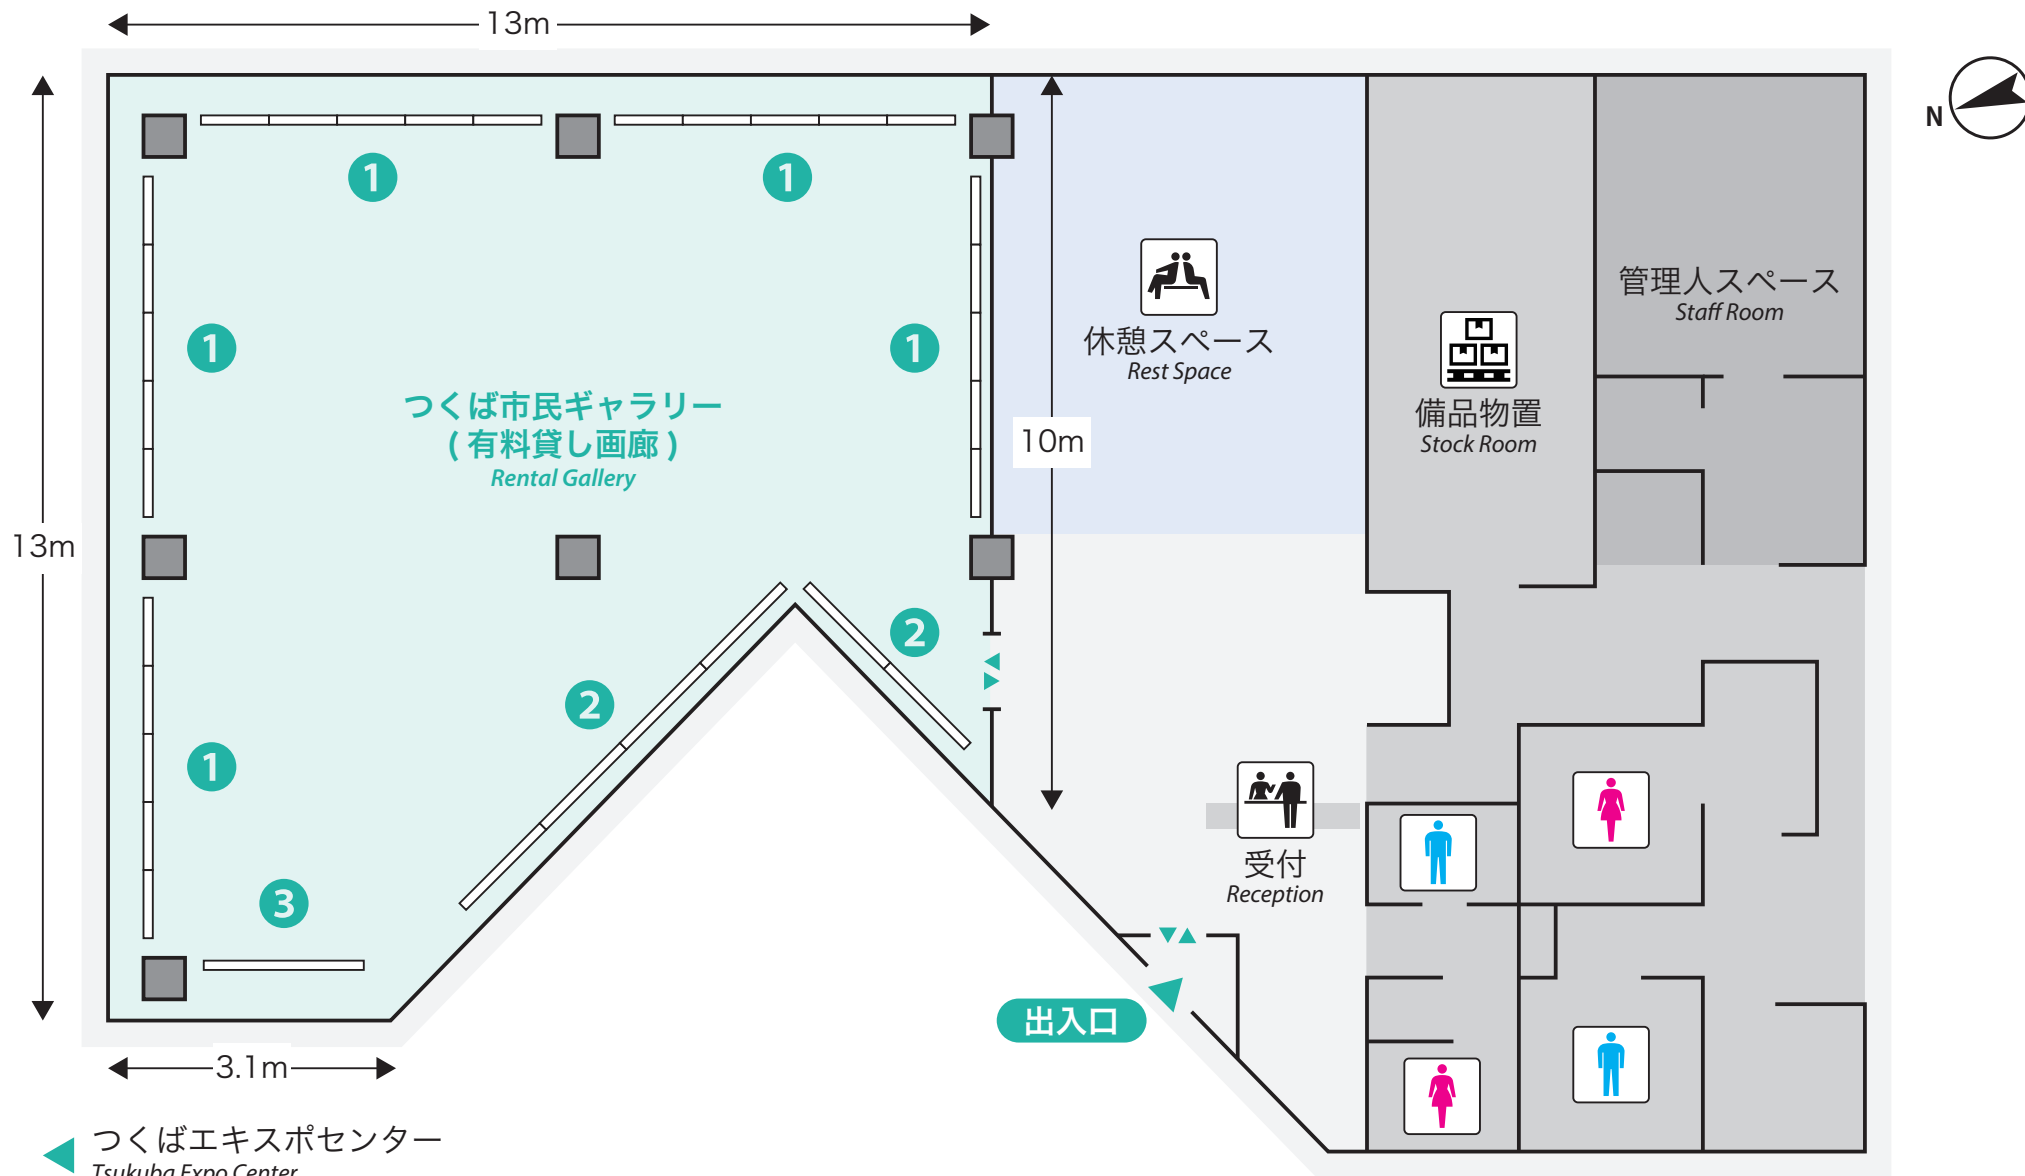 13m
N
1
1
管理人スペース
Staff Room
1
1
休憩スペース
Rest Space
備品物置
Stock Room
つくば市民ギャラリー
( 有料貸し画廊 )
Rental Gallery
10m
13m
2
2
1
受付
Reception
3
出入口
3.1m
つくばエキスポセンター
Tsukuba Expo Center